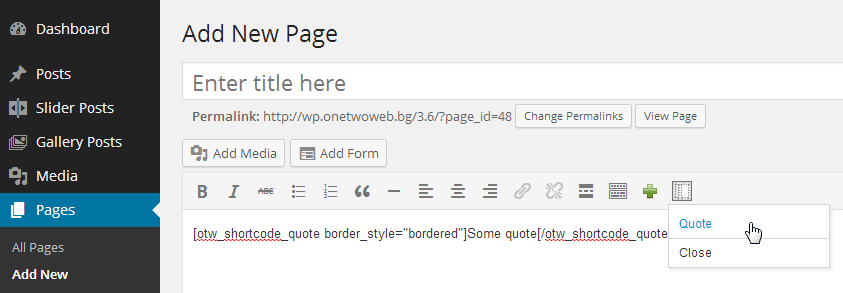 Dashboard
Posts
Slider Posts
Gallery Posts
Media
Pages
All Pages
Add New
Add New Page
Enter title here
Permalink: http://wp.onetwoweb.bg/3.6/?page_id=48 Change Permalinks View Page
Add Media Add Form
B I ABC
[otw_shortcode_quote border_style="bordered"]Some quote[/otw_shortcode_quote
Quote
Close